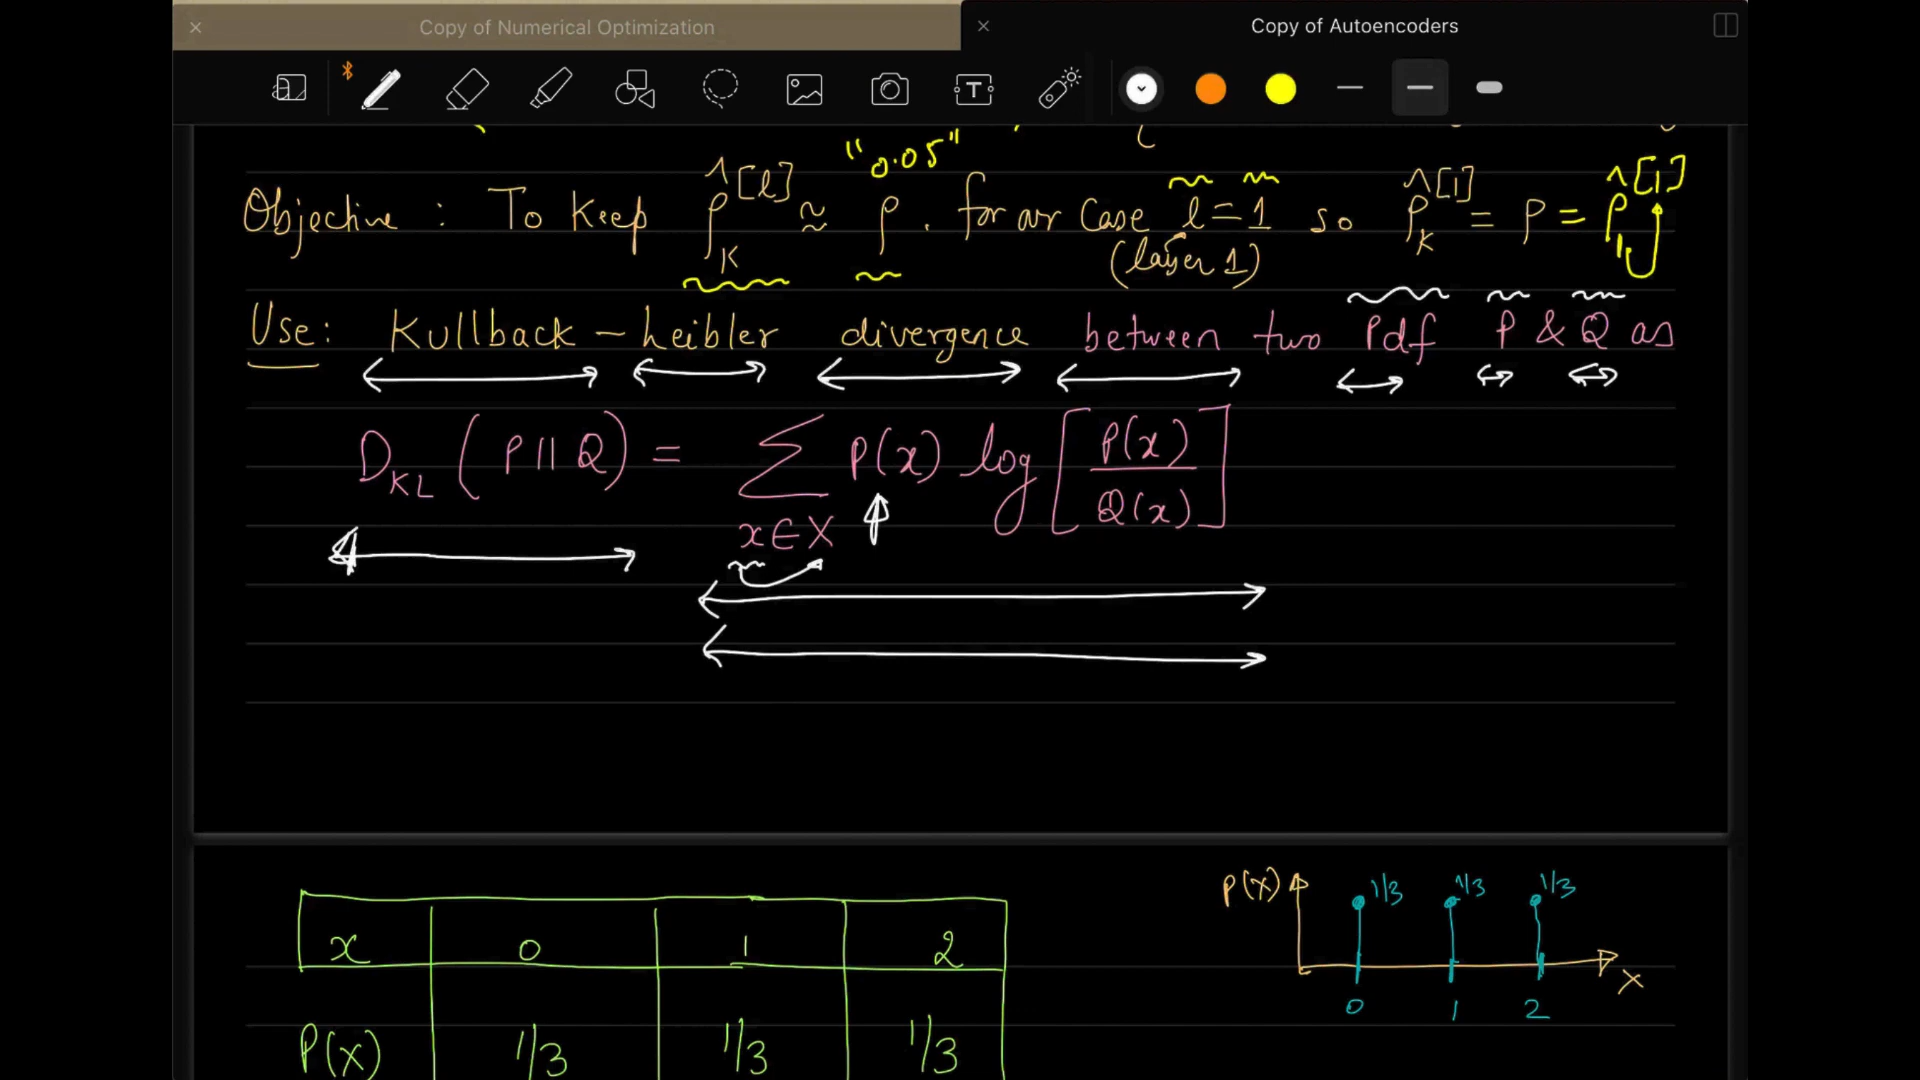 Copy of Numerical Optimization Copy of Autoencoders
"0.05"
Objective : To Keep ρ̂_K^[l] ≈ ρ . for our Case l = 1 so ρ̂_K^[1] = ρ = ρ̂_1^[1]
(layer 1)
Use: Kullback - Leibler divergence between two Pdf P & Q as
D_KL ( P || Q ) = Σ_{x∈X} P(x) log [ P(x) / Q(x) ]
P(X) 1/3 1/3 1/3
x 0 1 2
X
0 1 2
P(X) 1/3 1/3 1/3